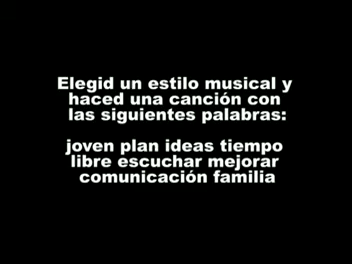 Elegid un estilo musical y
haced una canción con
las siguientes palabras:
joven plan ideas tiempo
libre escuchar mejorar
comunicación familia